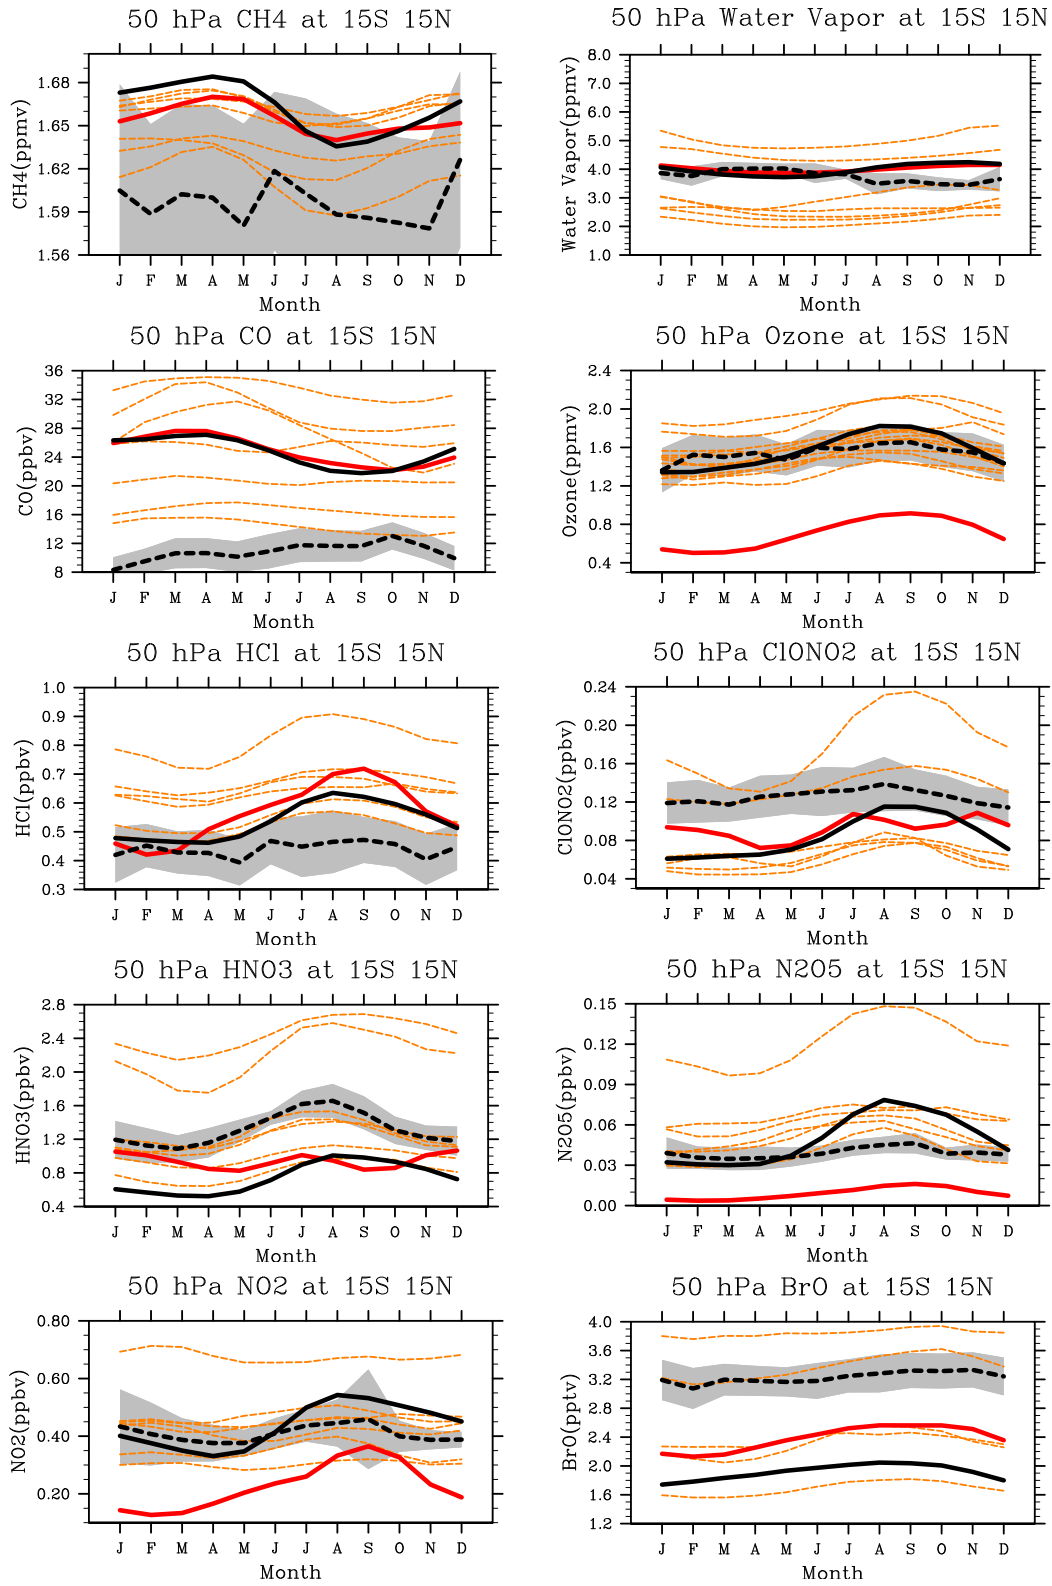 50 hPa CH4 at 15S 15N
CH4(ppmv)
1.68
1.65
1.62
1.59
1.56
J F M A M J J A S O N D
Month
50 hPa Water Vapor at 15S 15N
Water Vapor(ppmv)
8.0
7.0
6.0
5.0
4.0
3.0
2.0
1.0
J F M A M J J A S O N D
Month
50 hPa CO at 15S 15N
CO(ppbv)
36
32
28
24
20
16
12
8
J F M A M J J A S O N D
Month
50 hPa Ozone at 15S 15N
Ozone(ppmv)
2.4
2.0
1.6
1.2
0.8
0.4
J F M A M J J A S O N D
Month
50 hPa HCl at 15S 15N
HCl(ppbv)
1.0
0.9
0.8
0.7
0.6
0.5
0.4
0.3
J F M A M J J A S O N D
Month
50 hPa ClONO2 at 15S 15N
ClONO2(ppbv)
0.24
0.20
0.16
0.12
0.08
0.04
J F M A M J J A S O N D
Month
50 hPa HNO3 at 15S 15N
HNO3(ppbv)
2.8
2.4
2.0
1.6
1.2
0.8
0.4
J F M A M J J A S O N D
Month
50 hPa N2O5 at 15S 15N
N2O5(ppbv)
0.15
0.12
0.09
0.06
0.03
0.00
J F M A M J J A S O N D
Month
50 hPa NO2 at 15S 15N
NO2(ppbv)
0.80
0.60
0.40
0.20
J F M A M J J A S O N D
Month
50 hPa BrO at 15S 15N
BrO(pptv)
4.0
3.6
3.2
2.8
2.4
2.0
1.6
1.2
J F M A M J J A S O N D
Month